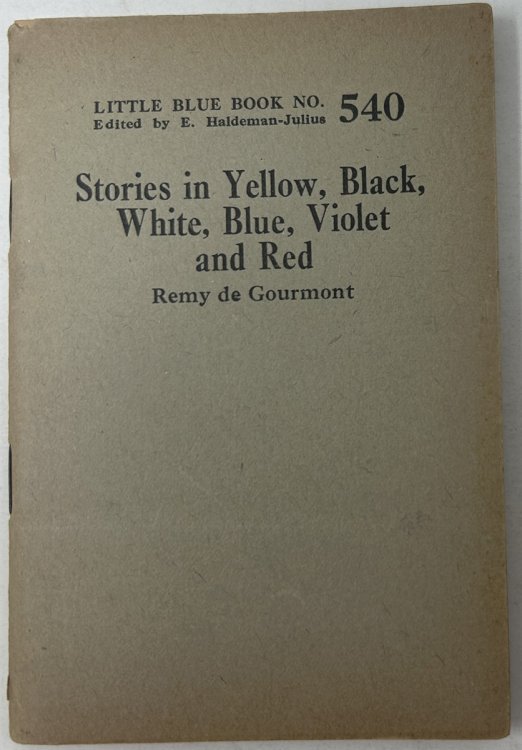 LITTLE BLUE BOOK NO. 540
Edited by E. Haldeman-Julius
Stories in Yellow, Black,
White, Blue, Violet
and Red
Remy de Gourmont